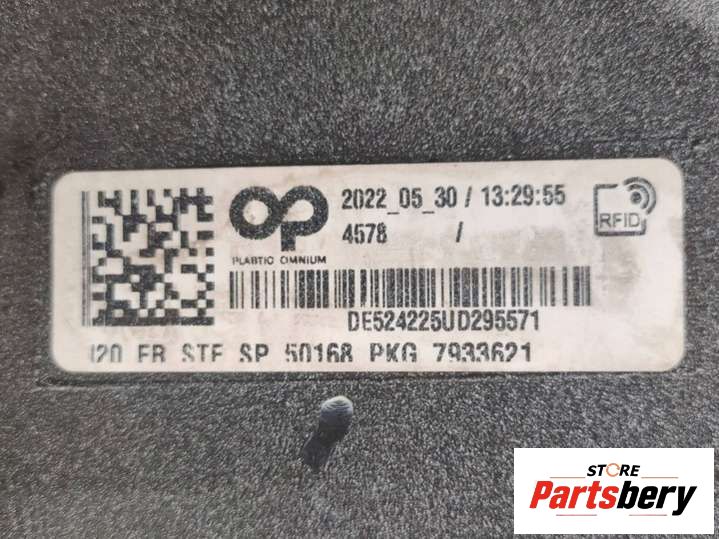 2022_05_30 / 13:29:55
RFID
4578 /
PLASTIC OMNIUM
DE524225UD295571
I20 FR STF SP 50168 PKG 7933621
STORE
Partsbery